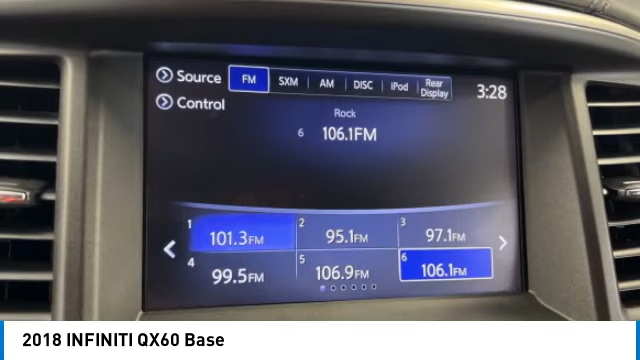 Source FM SXM AM DISC iPod Rear Display 3:28
Control
Rock
6 106.1FM
1 101.3FM 2 95.1FM 3 97.1FM
4 99.5FM 5 106.9FM 6 106.1FM
2018 INFINITI QX60 Base